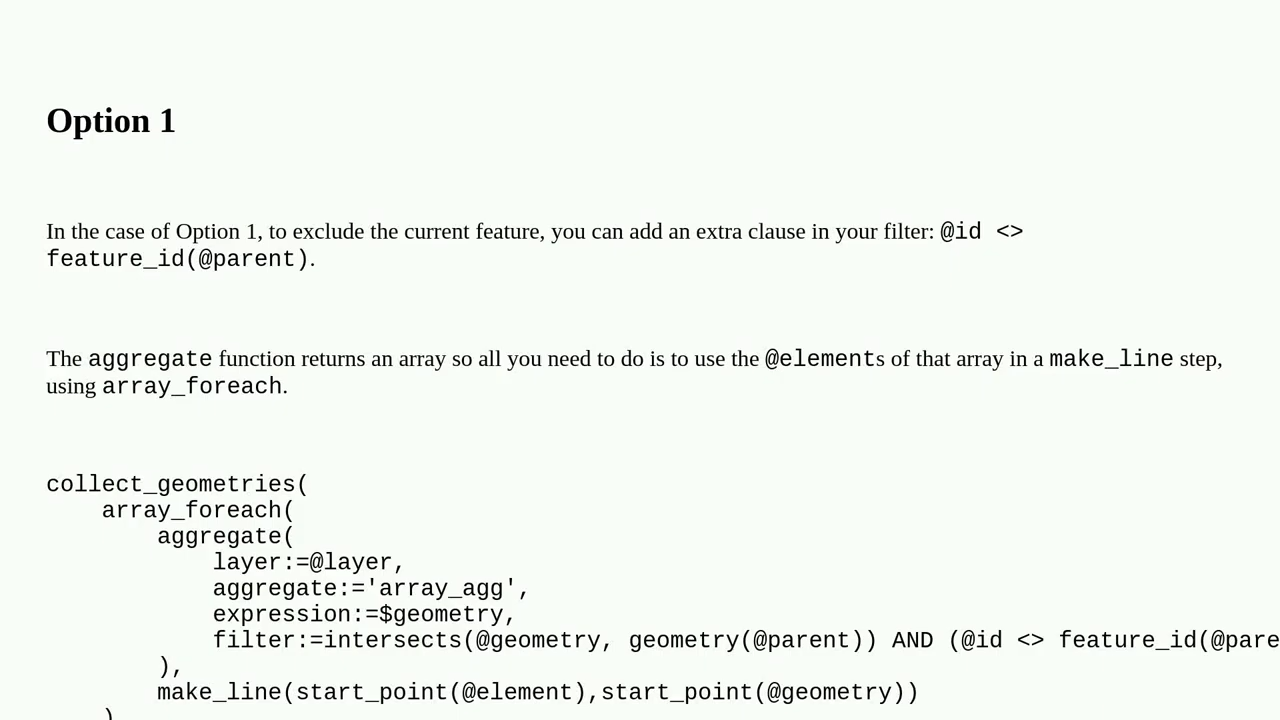 Option 1
In the case of Option 1, to exclude the current feature, you can add an extra clause in your filter: @id <>
feature_id(@parent).
The aggregate function returns an array so all you need to do is to use the @elements of that array in a make_line step,
using array_foreach.
collect_geometries(
    array_foreach(
        aggregate(
            layer:=@layer,
            aggregate:='array_agg',
            expression:=$geometry,
            filter:=intersects(@geometry, geometry(@parent)) AND (@id <> feature_id(@pare
        ),
        make_line(start_point(@element),start_point(@geometry))
    )